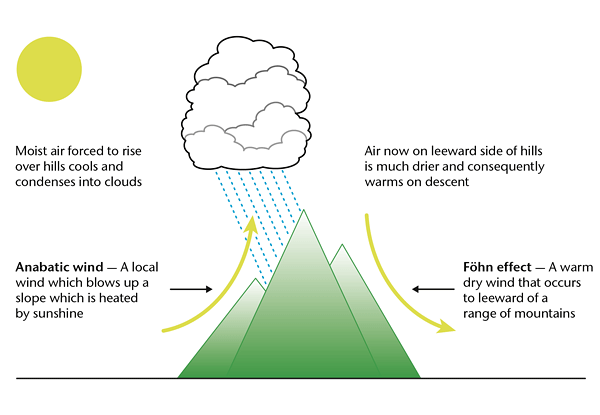 Moist air forced to rise
over hills cools and
condenses into clouds
Air now on leeward side of hills
is much drier and consequently
warms on descent
Anabatic wind — A local
wind which blows up a
slope which is heated
by sunshine
Föhn effect — A warm
dry wind that occurs
to leeward of a
range of mountains